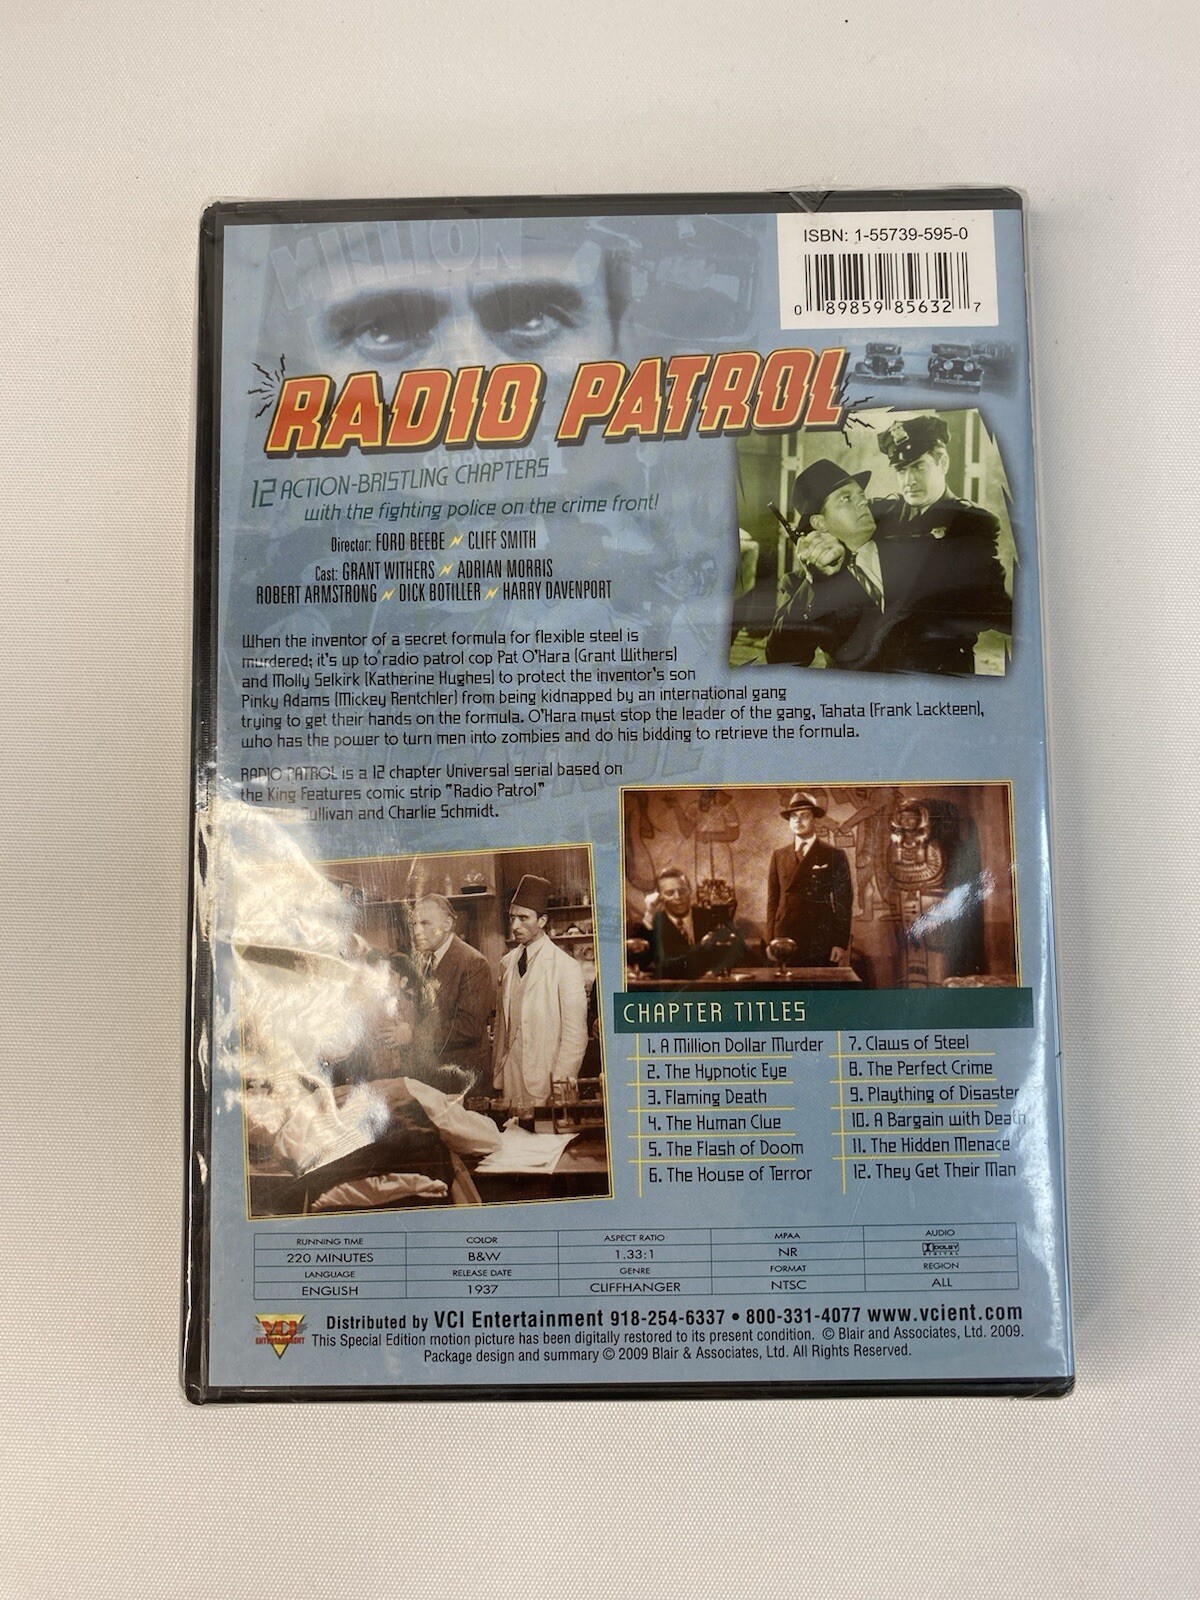 ISBN: 1-55739-595-0
0 89859 85632 7
MILLION
RADIO PATROL
Chapter No. 1
12 ACTION-BRISTLING CHAPTERS
with the fighting police on the crime front!
Director: FORD BEEBE CLIFF SMITH
Cast: GRANT WITHERS ADRIAN MORRIS
ROBERT ARMSTRONG DICK BOTILLER HARRY DAVENPORT
When the inventor of a secret formula for flexible steel is
murdered; it's up to radio patrol cop Pat O'Hara (Grant Withers)
and Molly Selkirk (Katherine Hughes) to protect the inventor's son
Pinky Adams (Mickey Rentchler) from being kidnapped by an international gang
trying to get their hands on the formula. O'Hara must stop the leader of the gang, Tahata (Frank Lackteen),
who has the power to turn men into zombies and do his bidding to retrieve the formula.
RADIO PATROL is a 12 chapter Universal serial based on
the King Features comic strip "Radio Patrol"
Sullivan and Charlie Schmidt.
CHAPTER TITLES
1. A Million Dollar Murder
2. The Hypnotic Eye
3. Flaming Death
4. The Human Clue
5. The Flash of Doom
6. The House of Terror
7. Claws of Steel
8. The Perfect Crime
9. Plaything of Disaster
10. A Bargain with Death
11. The Hidden Menace
12. They Get Their Man
RUNNING TIME COLOR ASPECT RATIO MPAA AUDIO
220 MINUTES B&W 1.33:1 NR DOLBY DIGITAL
LANGUAGE RELEASE DATE GENRE FORMAT REGION
ENGLISH 1937 CLIFFHANGER NTSC ALL
VCI ENTERTAINMENT
Distributed by VCI Entertainment 918-254-6337 • 800-331-4077 www.vcient.com
This Special Edition motion picture has been digitally restored to its present condition. © Blair and Associates, Ltd. 2009.
Package design and summary © 2009 Blair & Associates, Ltd. All Rights Reserved.